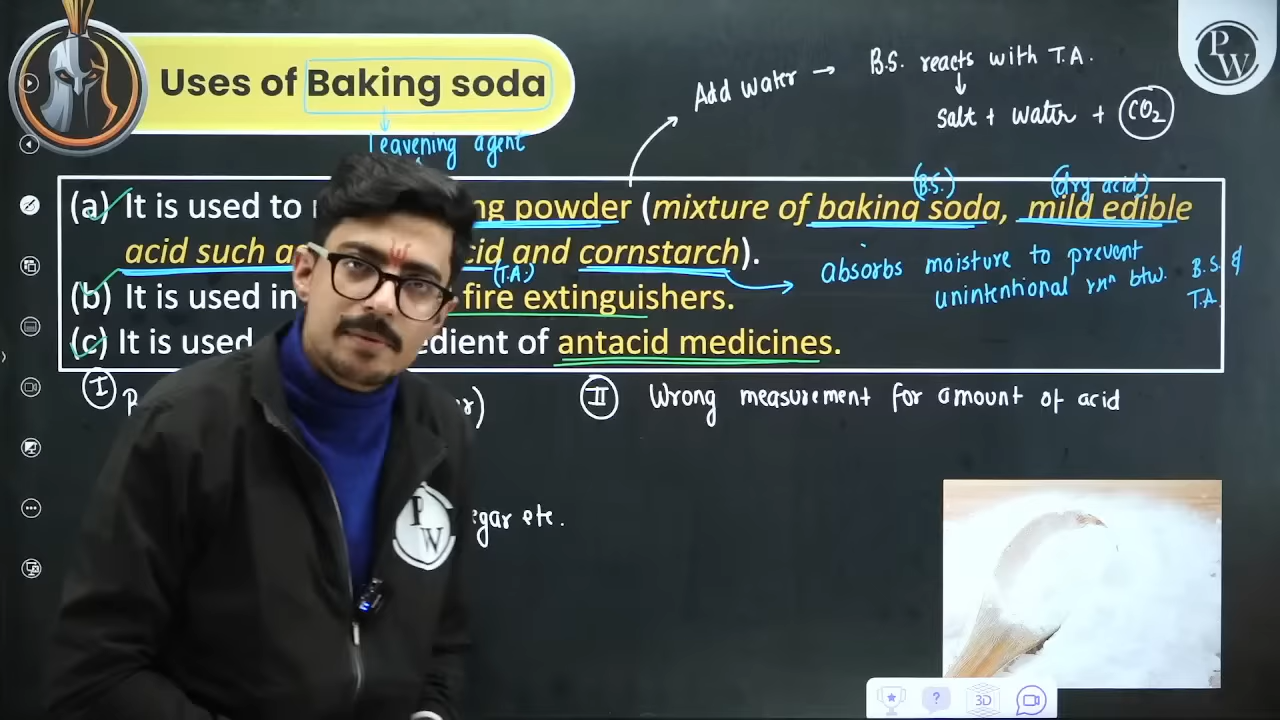 Uses of Baking soda
leavening agent
Add water → B.S. reacts with T.A.
↓
Salt + water + CO₂
P
W
(B.S.) (dry acid)
(a) It is used to ng powder (mixture of baking soda, mild edible
acid such as cid and cornstarch).
(T.A.)
absorbs moisture to prevent
unintentional rxⁿ btw. B.S. &
T.A.
(b) It is used in fire extinguishers.
(c) It is used edient of antacid medicines.
I
II Wrong measurement for amount of acid
egar etc.
P
W
?
3D